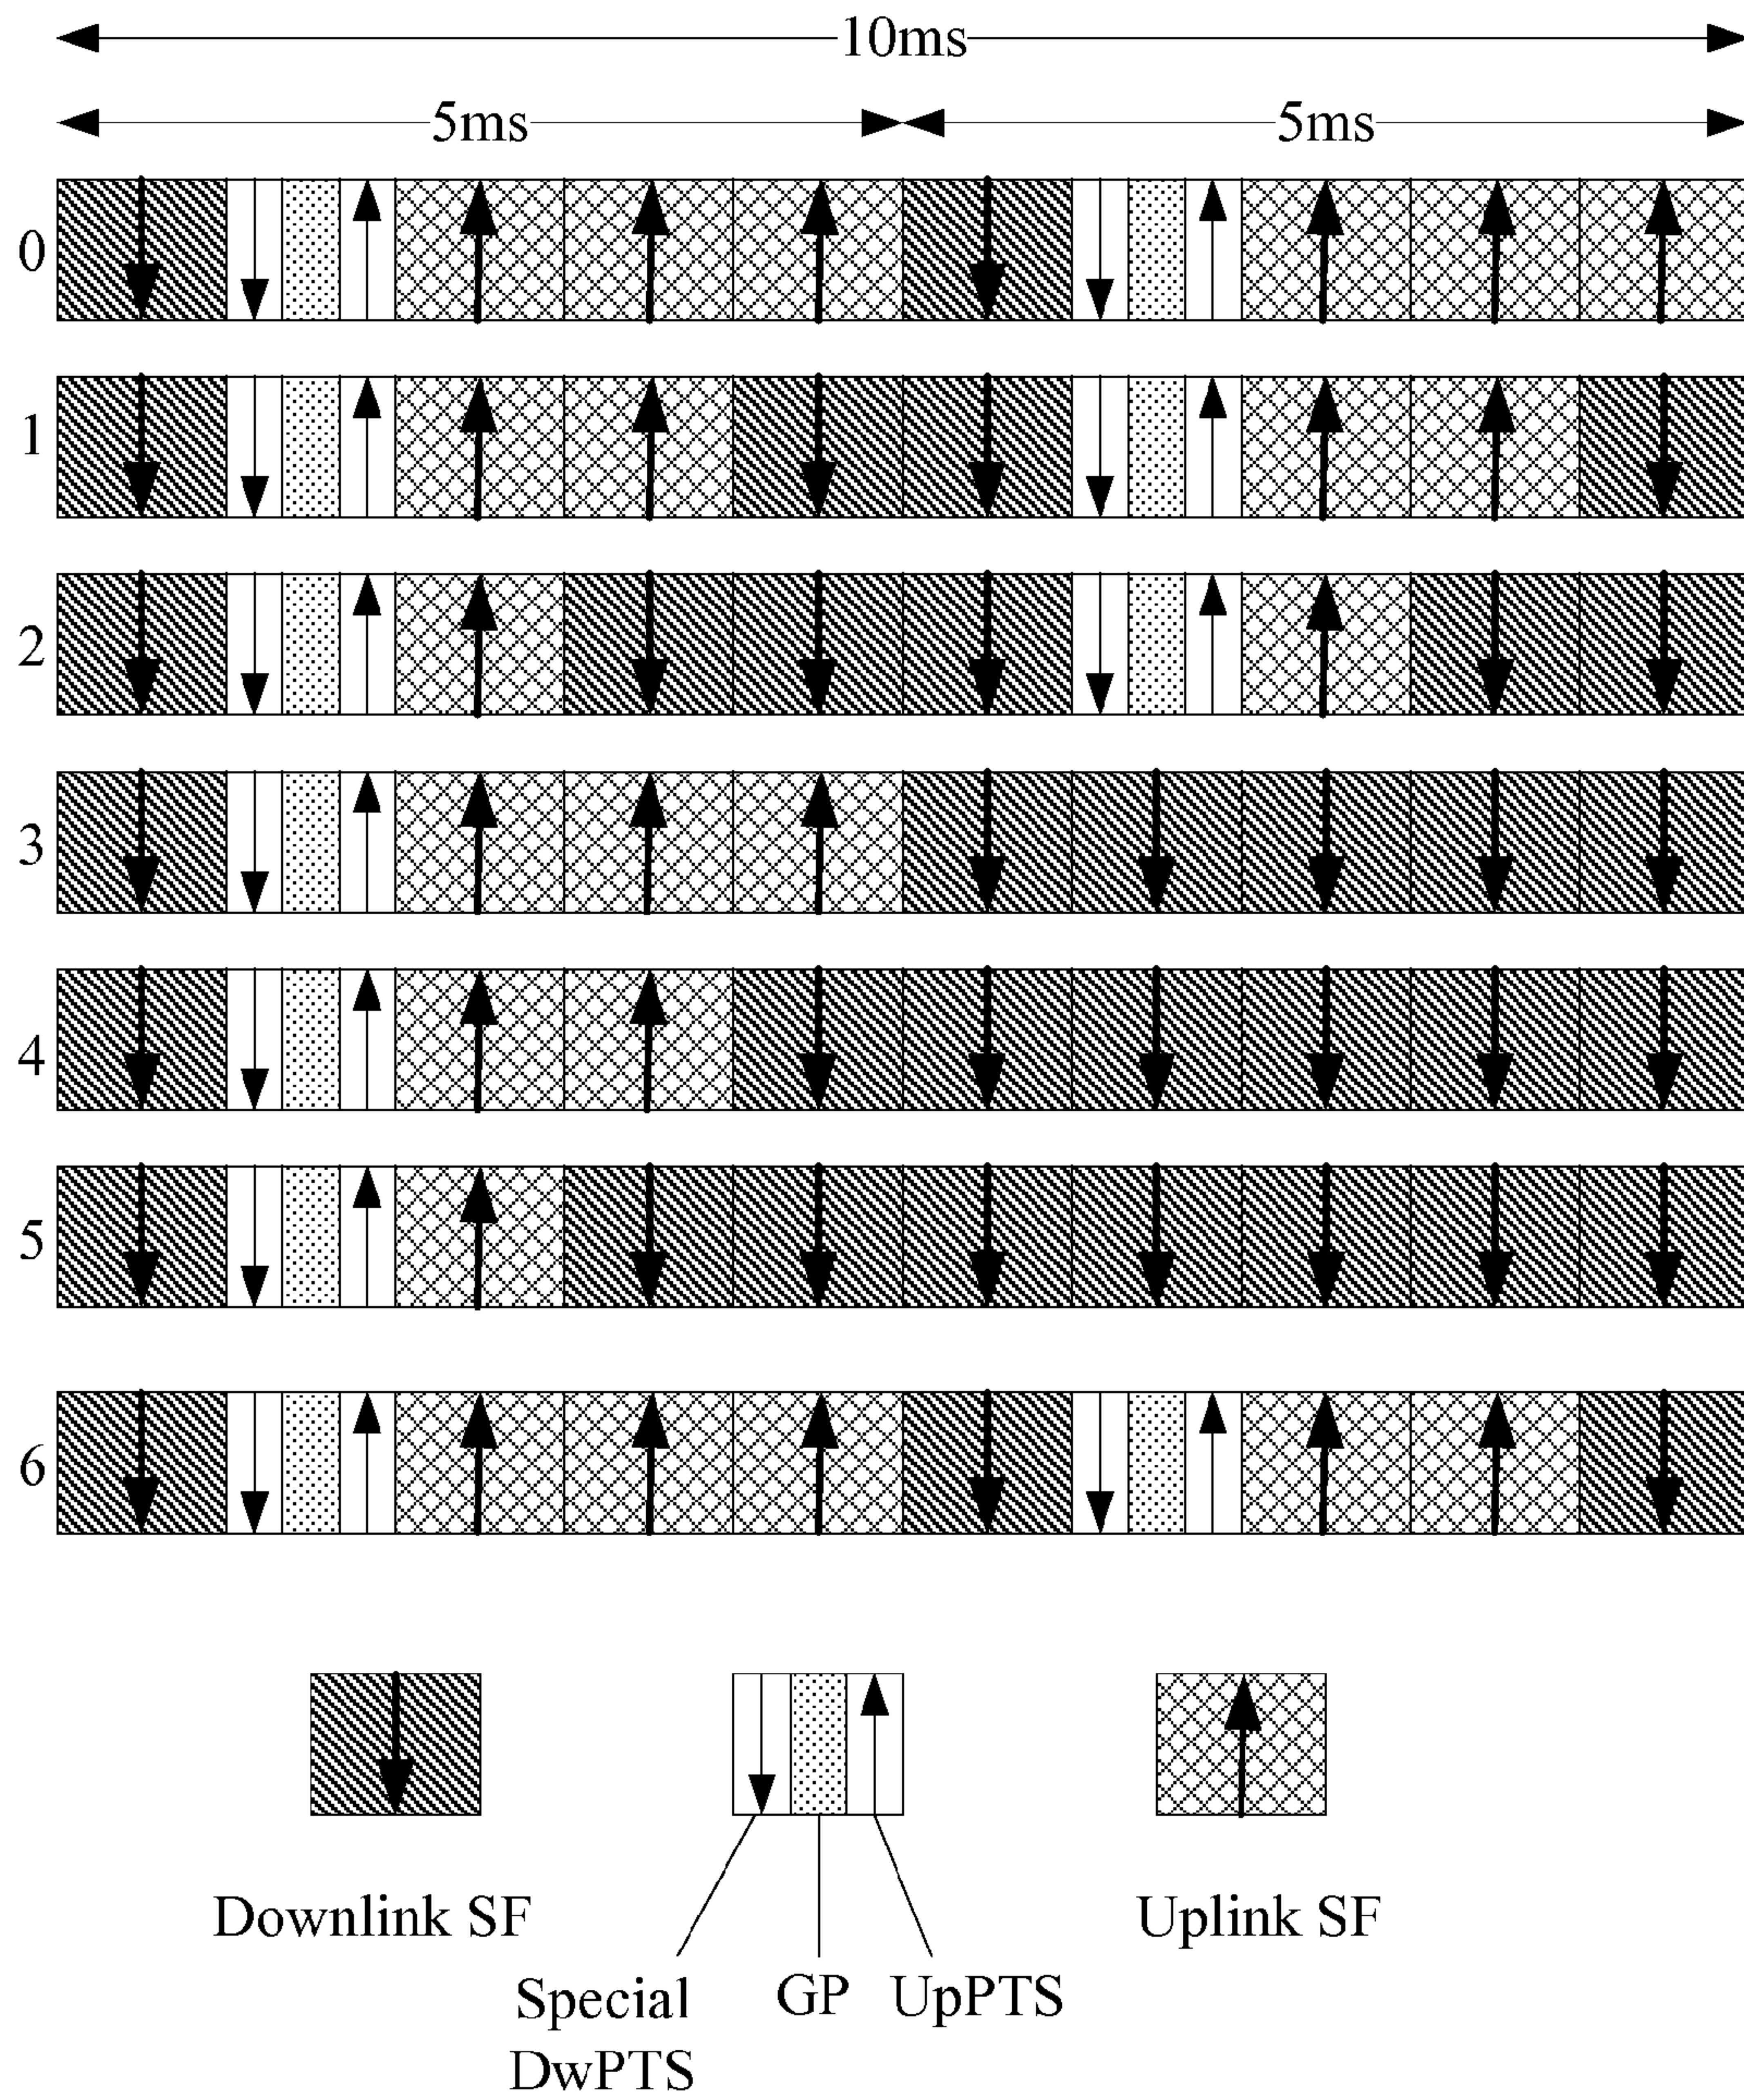 10ms
5ms 5ms
0
1
2
3
4
5
6
Downlink SF
Uplink SF
Special
DwPTS
GP
UpPTS